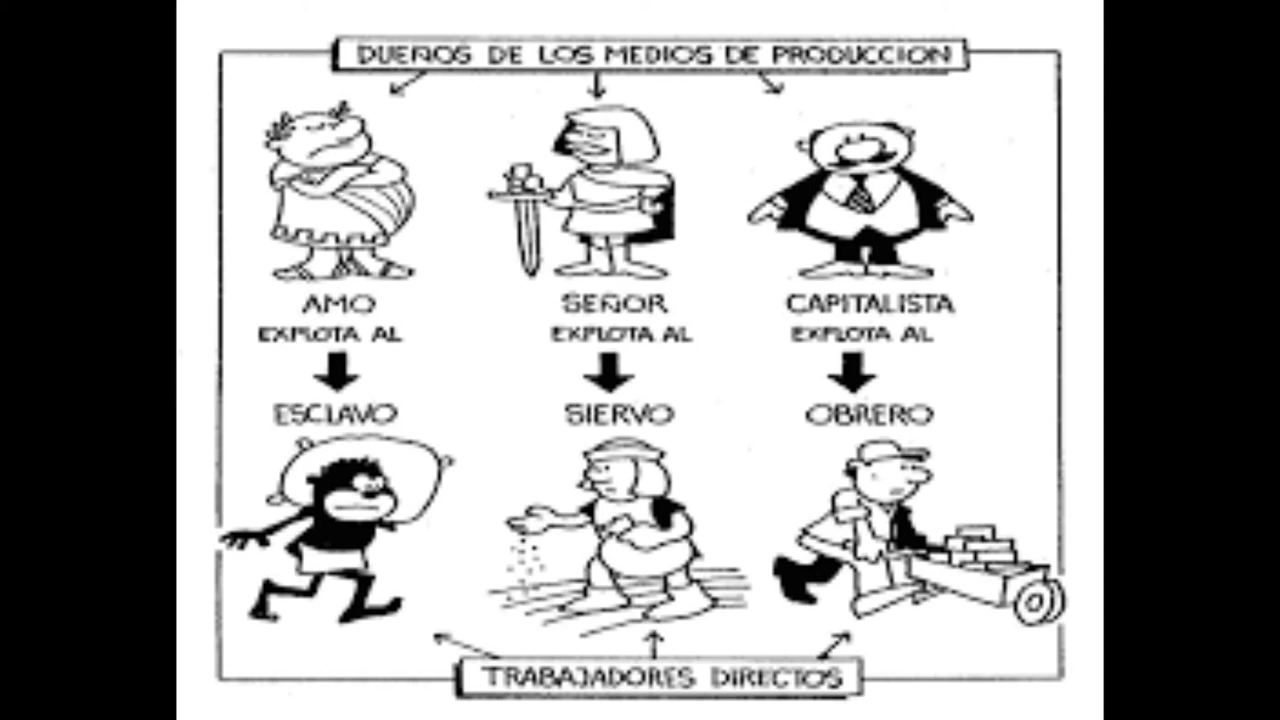 DUEÑOS DE LOS MEDIOS DE PRODUCCION
AMO SEÑOR CAPITALISTA
EXPLOTA AL EXPLOTA AL EXPLOTA AL
ESCLAVO SIERVO OBRERO
TRABAJADORES DIRECTOS